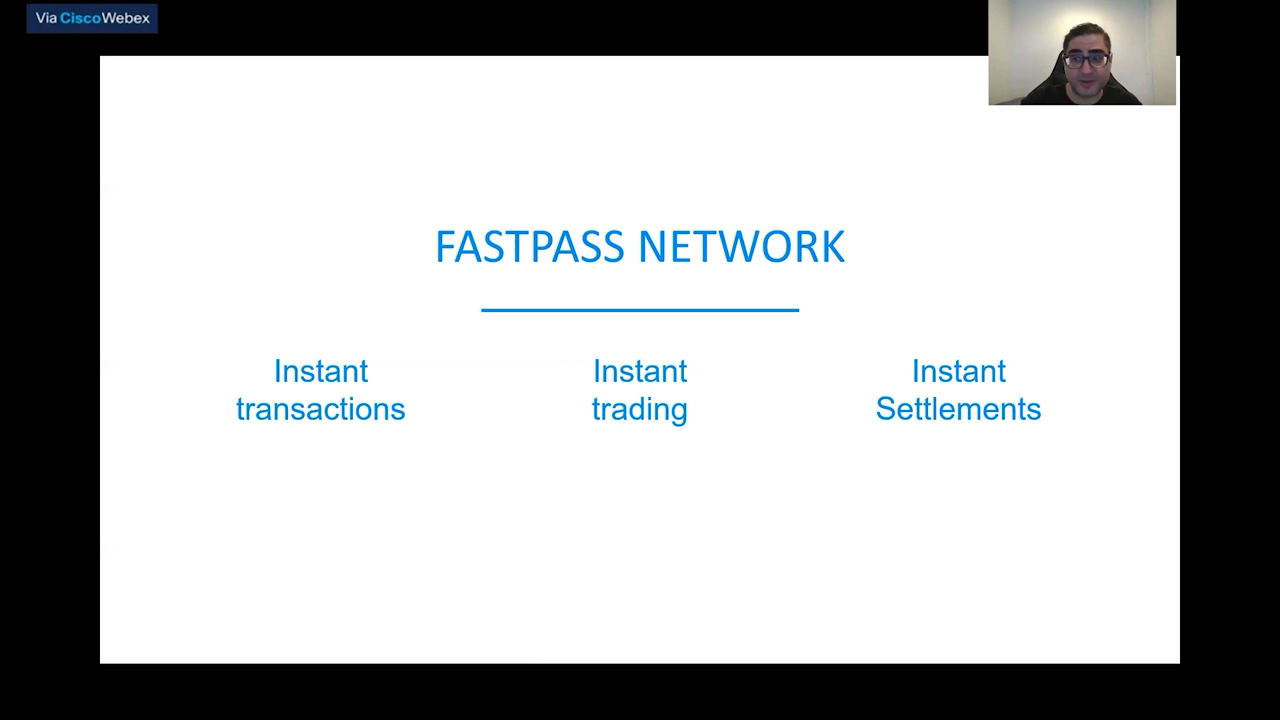 Via Cisco Webex
FASTPASS NETWORK
Instant
transactions
Instant
trading
Instant
Settlements